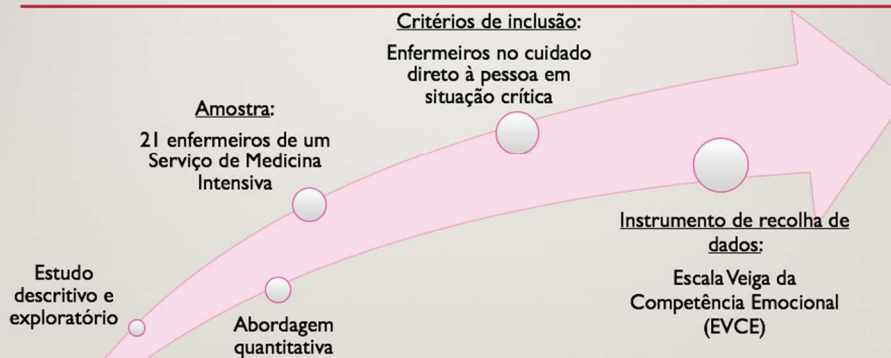 Estudo
descritivo e
exploratório
Abordagem
quantitativa
Amostra:
21 enfermeiros de um
Serviço de Medicina
Intensiva
Critérios de inclusão:
Enfermeiros no cuidado
direto à pessoa em
situação crítica
Instrumento de recolha de
dados:
Escala Veiga da
Competência Emocional
(EVCE)